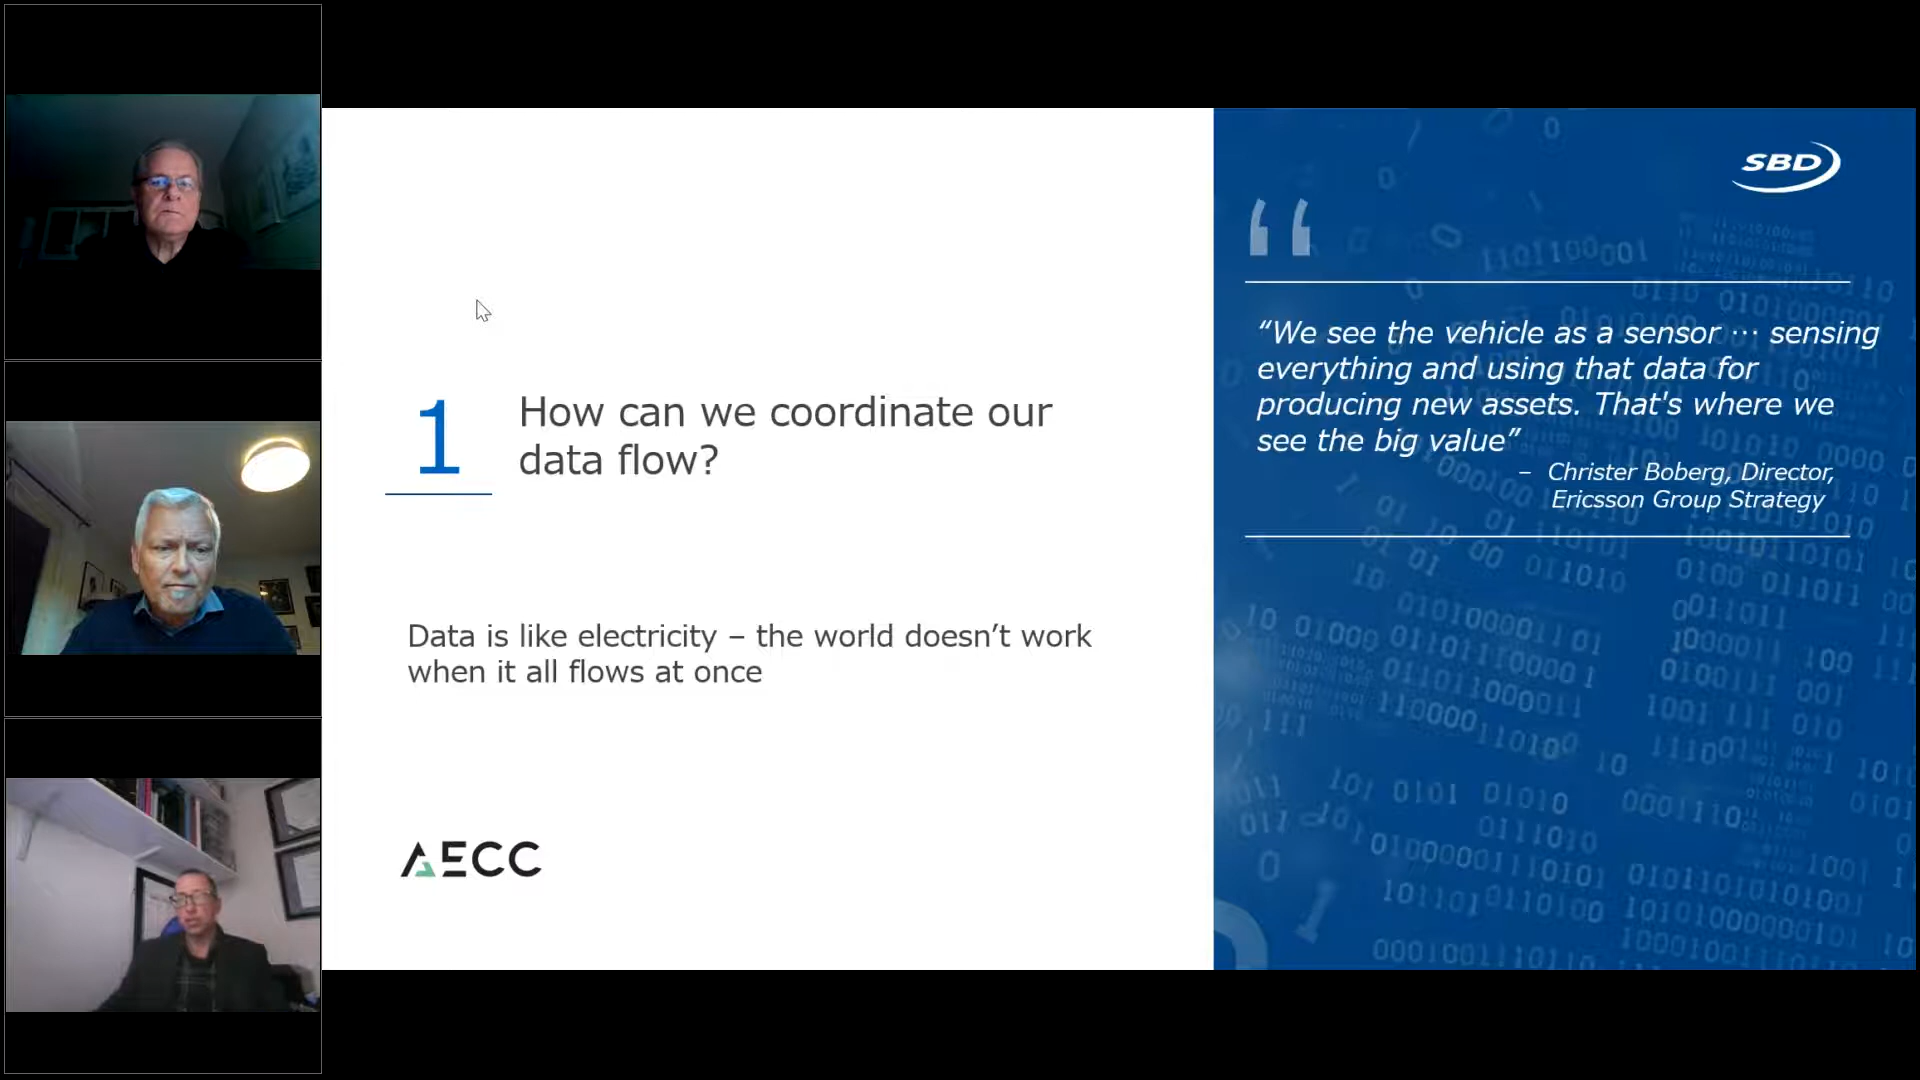 1
How can we coordinate our
data flow?
Data is like electricity – the world doesn’t work
when it all flows at once
AECC
SBD
“We see the vehicle as a sensor ··· sensing
everything and using that data for
producing new assets. That's where we
see the big value”
– Christer Boberg, Director,
Ericsson Group Strategy